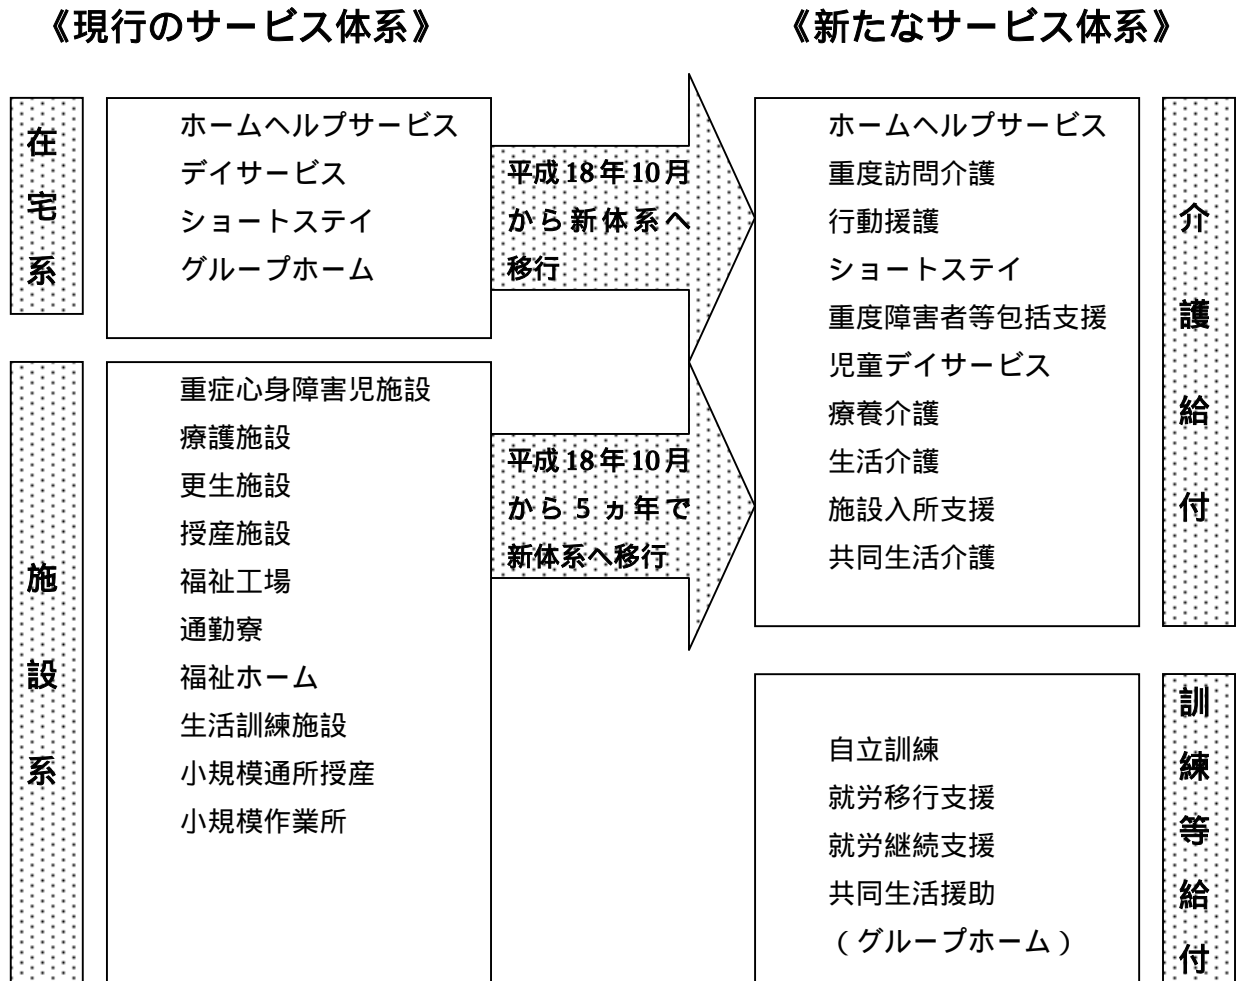 《現行のサービス体系》
《新たなサービス体系》
在宅系
ホームヘルプサービス
デイサービス
ショートステイ
グループホーム
平成18年10月
から新体系へ
移行
施設系
重症心身障害児施設
療護施設
更生施設
授産施設
福祉工場
通勤寮
福祉ホーム
生活訓練施設
小規模通所授産
小規模作業所
平成18年10月
から5ヵ年で
新体系へ移行
ホームヘルプサービス
重度訪問介護
行動援護
ショートステイ
重度障害者等包括支援
児童デイサービス
療養介護
生活介護
施設入所支援
共同生活介護
介護給付
自立訓練
就労移行支援
就労継続支援
共同生活援助
（グループホーム）
訓練等給付